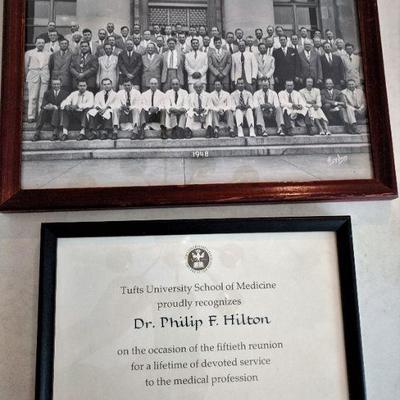 1948
Tufts University School of Medicine
proudly recognizes
Dr. Philip F. Hilton
on the occasion of the fiftieth reunion
for a lifetime of devoted service
to the medical profession